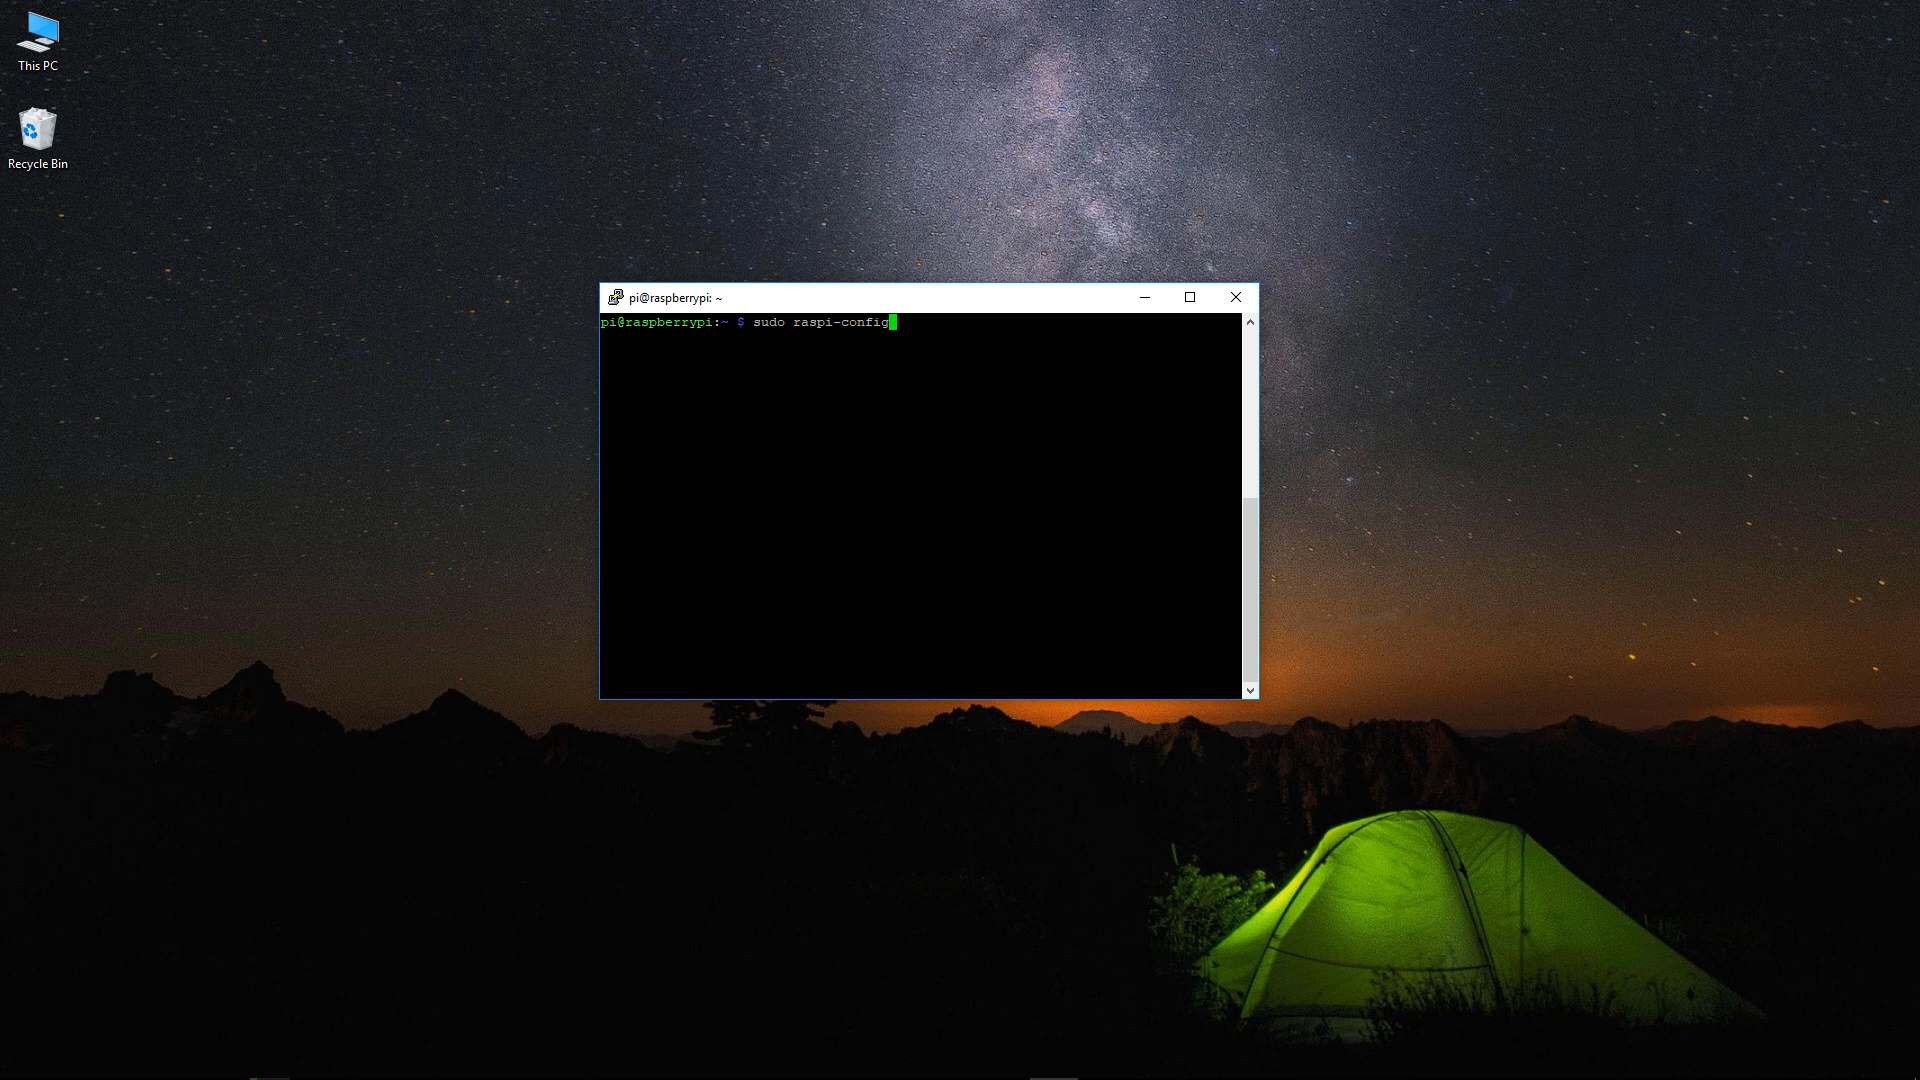 This PC
Recycle Bin
pi@raspberrypi: ~
pi@raspberrypi:~ $ sudo raspi-config